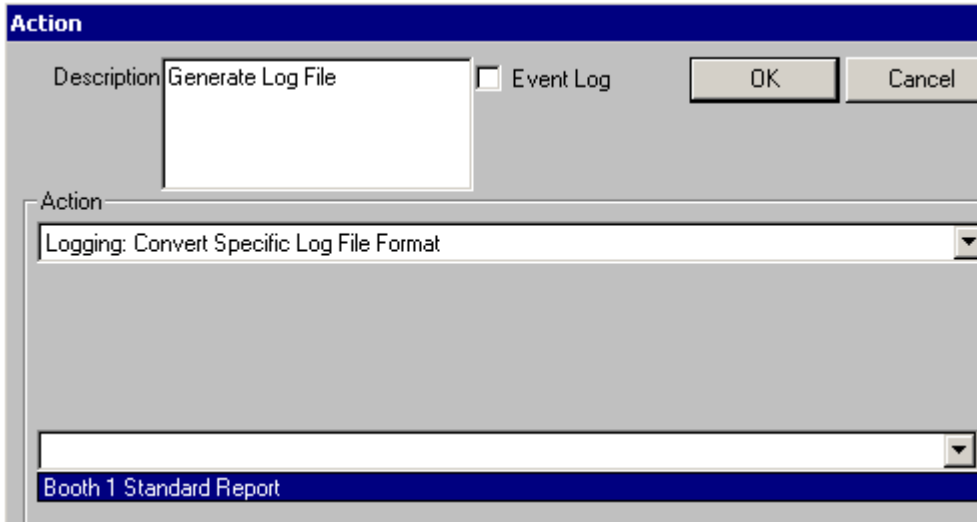 Action
Description Generate Log File Event Log OK Cancel
Action
Logging: Convert Specific Log File Format
Booth 1 Standard Report